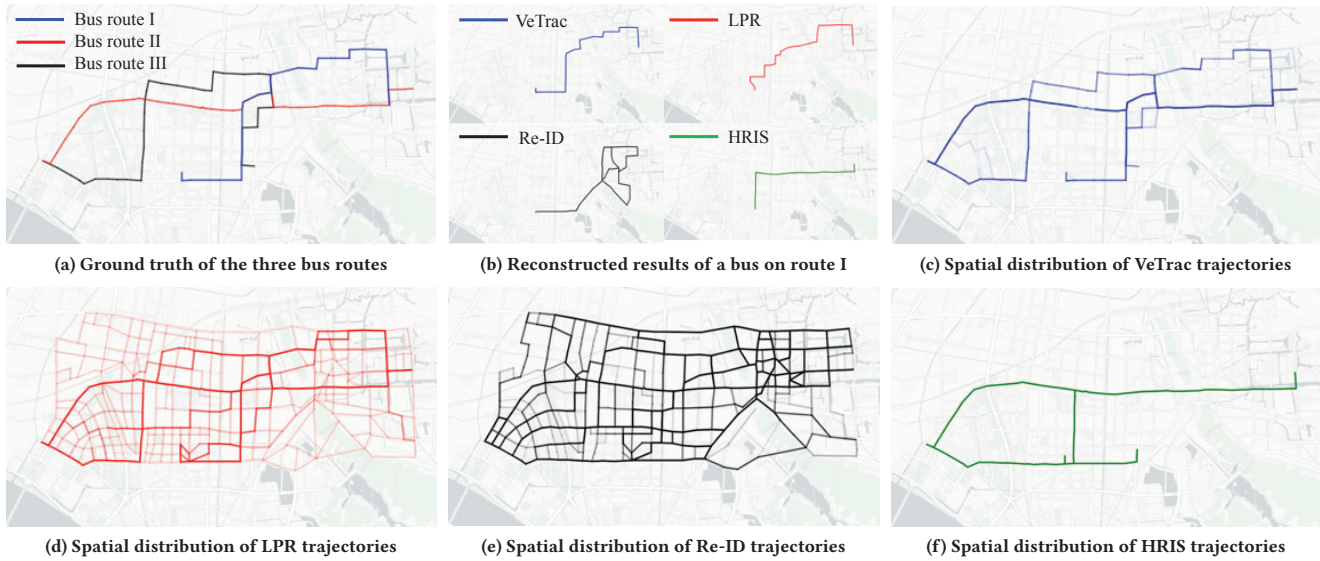 Bus route I
Bus route II
Bus route III
VeTrac
LPR
Re-ID
HRIS
(a) Ground truth of the three bus routes
(b) Reconstructed results of a bus on route I
(c) Spatial distribution of VeTrac trajectories
(d) Spatial distribution of LPR trajectories
(e) Spatial distribution of Re-ID trajectories
(f) Spatial distribution of HRIS trajectories